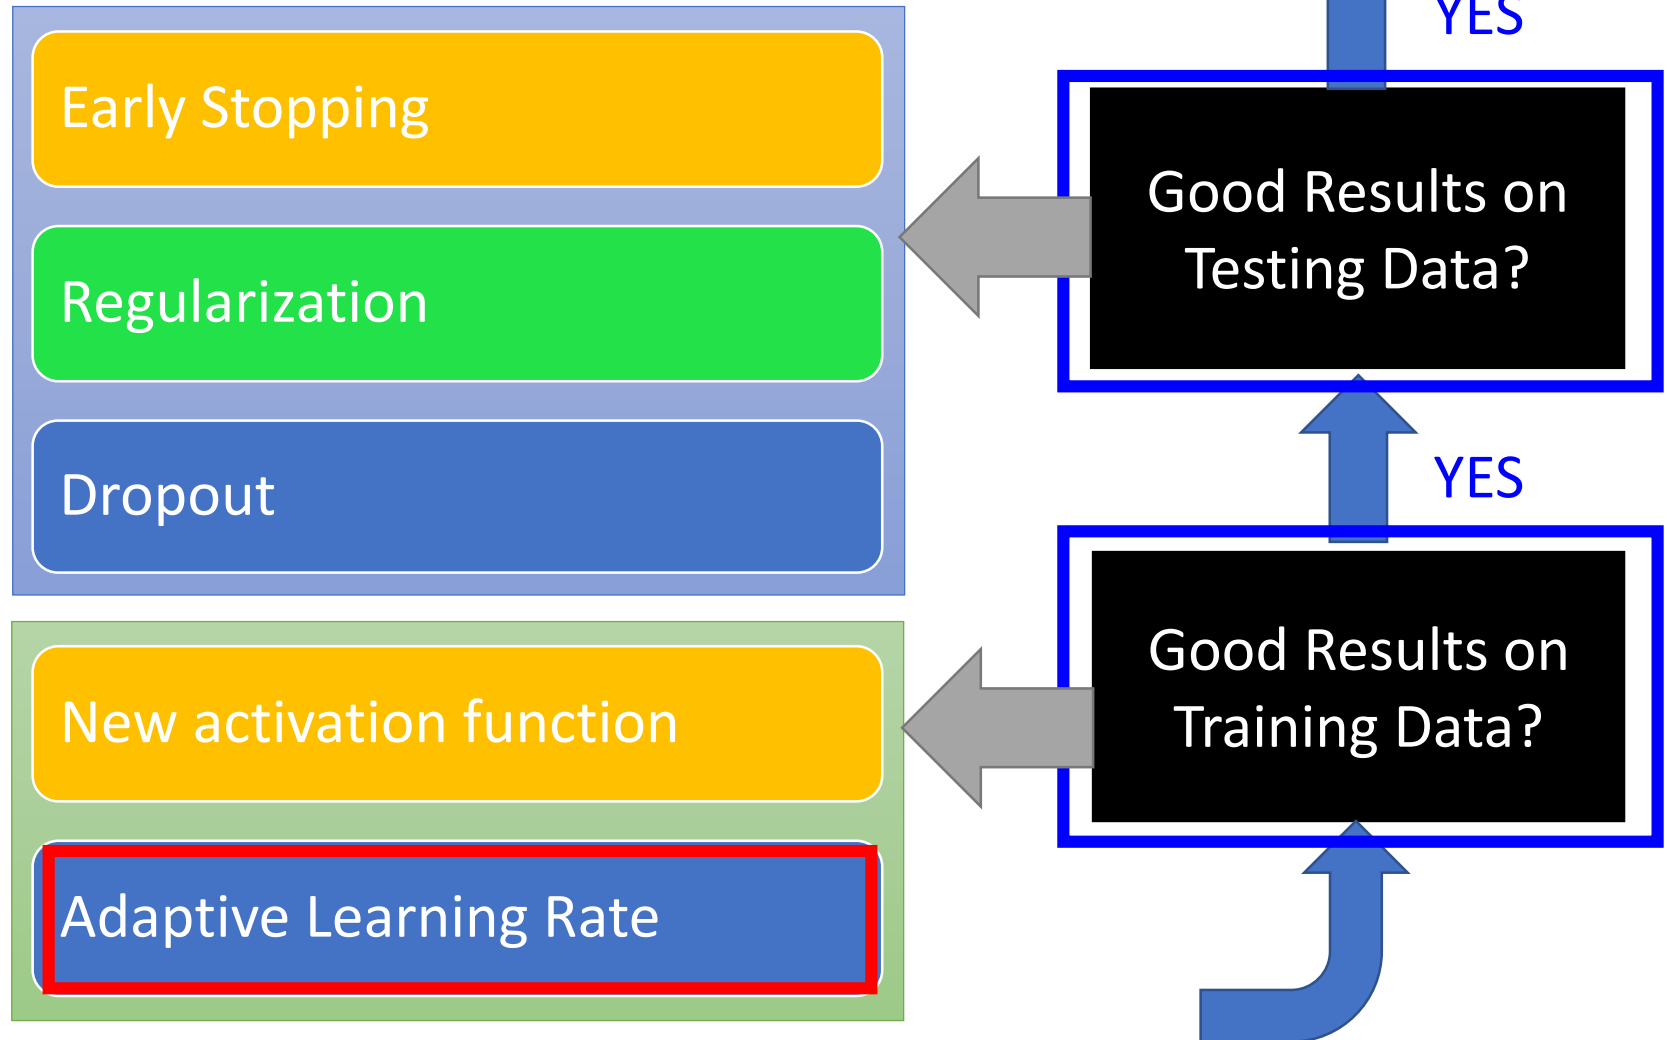 YES
Early Stopping
Good Results on
Testing Data?
Regularization
YES
Dropout
Good Results on
Training Data?
New activation function
Adaptive Learning Rate